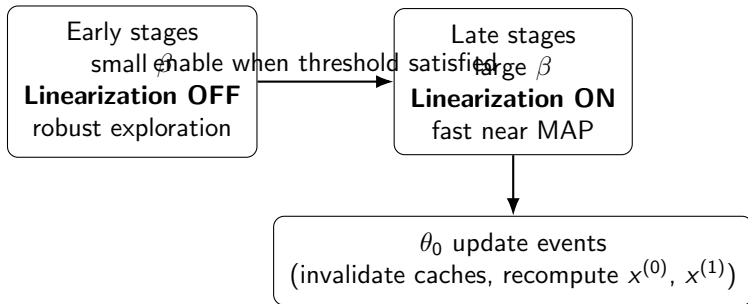 Early stages
small β
Linearization OFF
robust exploration
enable when threshold satisfied
Late stages
large β
Linearization ON
fast near MAP
θ₀ update events
(invalidate caches, recompute x⁽⁰⁾, x⁽¹⁾)